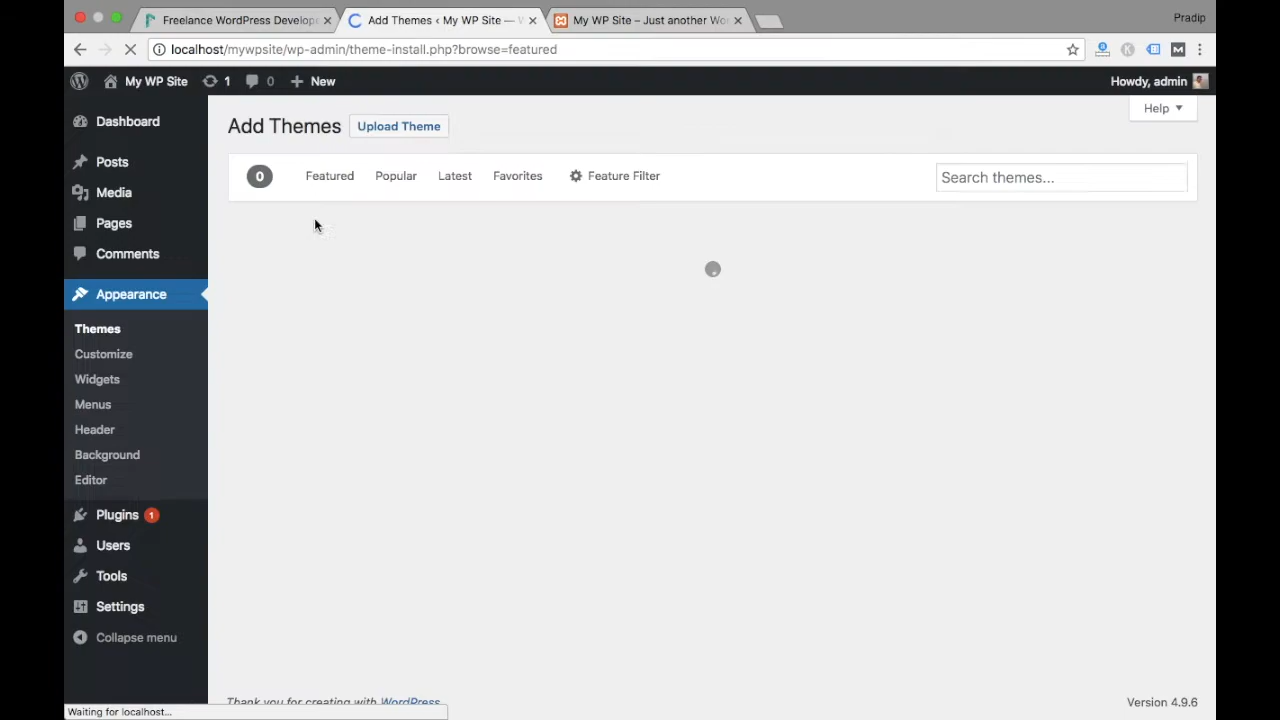 Freelance WordPress Develope
Add Themes ‹ My WP Site — W
My WP Site – Just another Wor
Pradip
localhost/mywpsite/wp-admin/theme-install.php?browse=featured
My WP Site
1
0
New
Howdy, admin
Help
Dashboard
Posts
Media
Pages
Comments
Appearance
Themes
Customize
Widgets
Menus
Header
Background
Editor
Plugins 1
Users
Tools
Settings
Collapse menu
Add Themes
Upload Theme
0
Featured
Popular
Latest
Favorites
Feature Filter
Search themes...
Thank you for creating with WordPress
Version 4.9.6
Waiting for localhost...